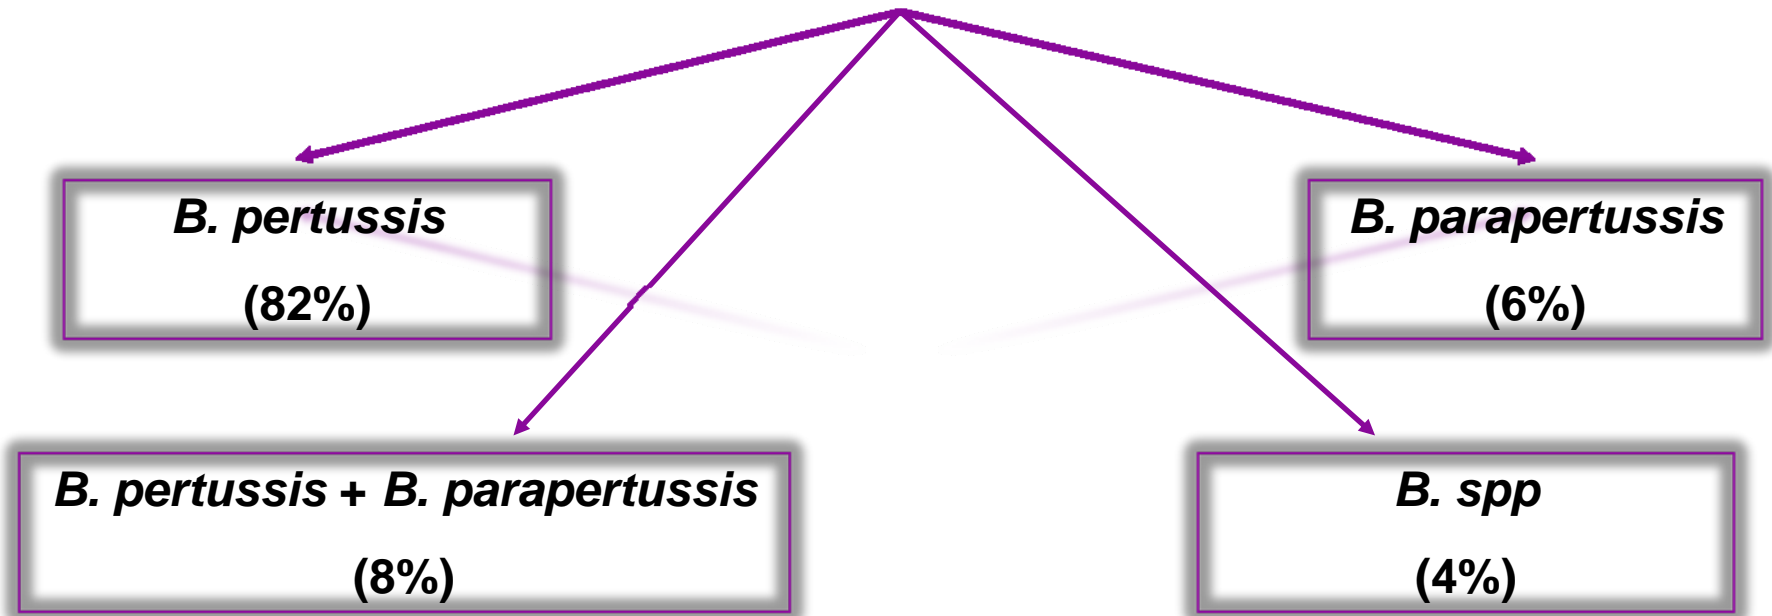 B. pertussis
(82%)
B. parapertussis
(6%)
B. pertussis + B. parapertussis
(8%)
B. spp
(4%)